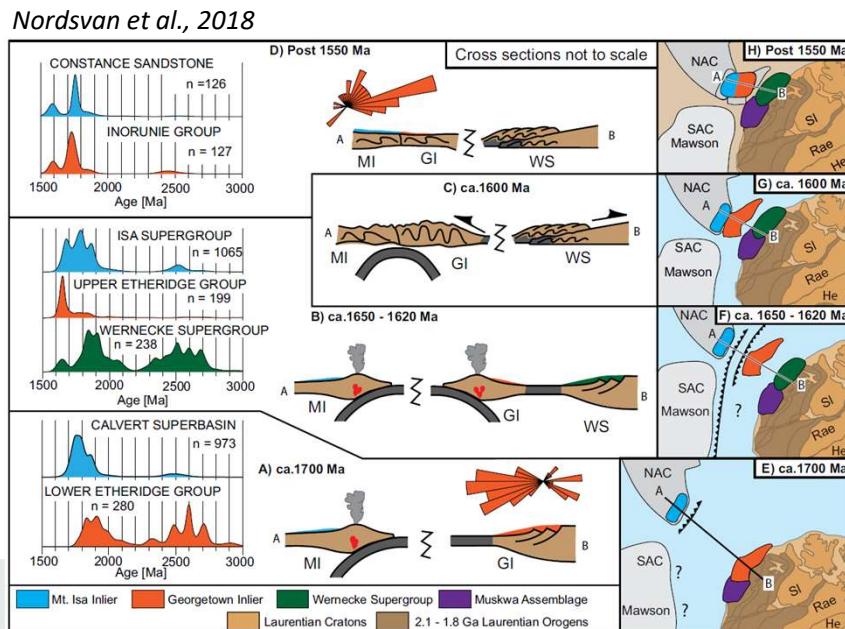 Nordsvan et al., 2018
CONSTANCE SANDSTONE
n =126
INORUNIE GROUP
n = 127
1500 2000 2500 3000
Age [Ma]
D) Post 1550 Ma
Cross sections not to scale
A
MI
GI
WS
B
H) Post 1550 Ma
NAC
A
B
SAC
Mawson
SI
Rae
He
C) ca.1600 Ma
A
MI
GI
WS
B
G) ca. 1600 Ma
NAC
A
B
SAC
Mawson
SI
Rae
He
ISA SUPERGROUP
n = 1065
UPPER ETHERIDGE GROUP
n = 199
WERNECKE SUPERGROUP
n = 238
1500 2000 2500 3000
Age [Ma]
B) ca.1650 - 1620 Ma
A
MI
GI
WS
B
F) ca. 1650 - 1620 Ma
NAC
A
B
SAC
Mawson
?
SI
Rae
He
CALVERT SUPERBASIN
n = 973
LOWER ETHERIDGE GROUP
n = 280
1500 2000 2500 3000
Age [Ma]
A) ca.1700 Ma
A
MI
GI
B
E) ca.1700 Ma
NAC
A
B
SAC
?
Mawson
?
SI
Rae
He
Mt. Isa Inlier
Georgetown Inlier
Wernecke Supergroup
Muskwa Assemblage
Laurentian Cratons
2.1 - 1.8 Ga Laurentian Orogens